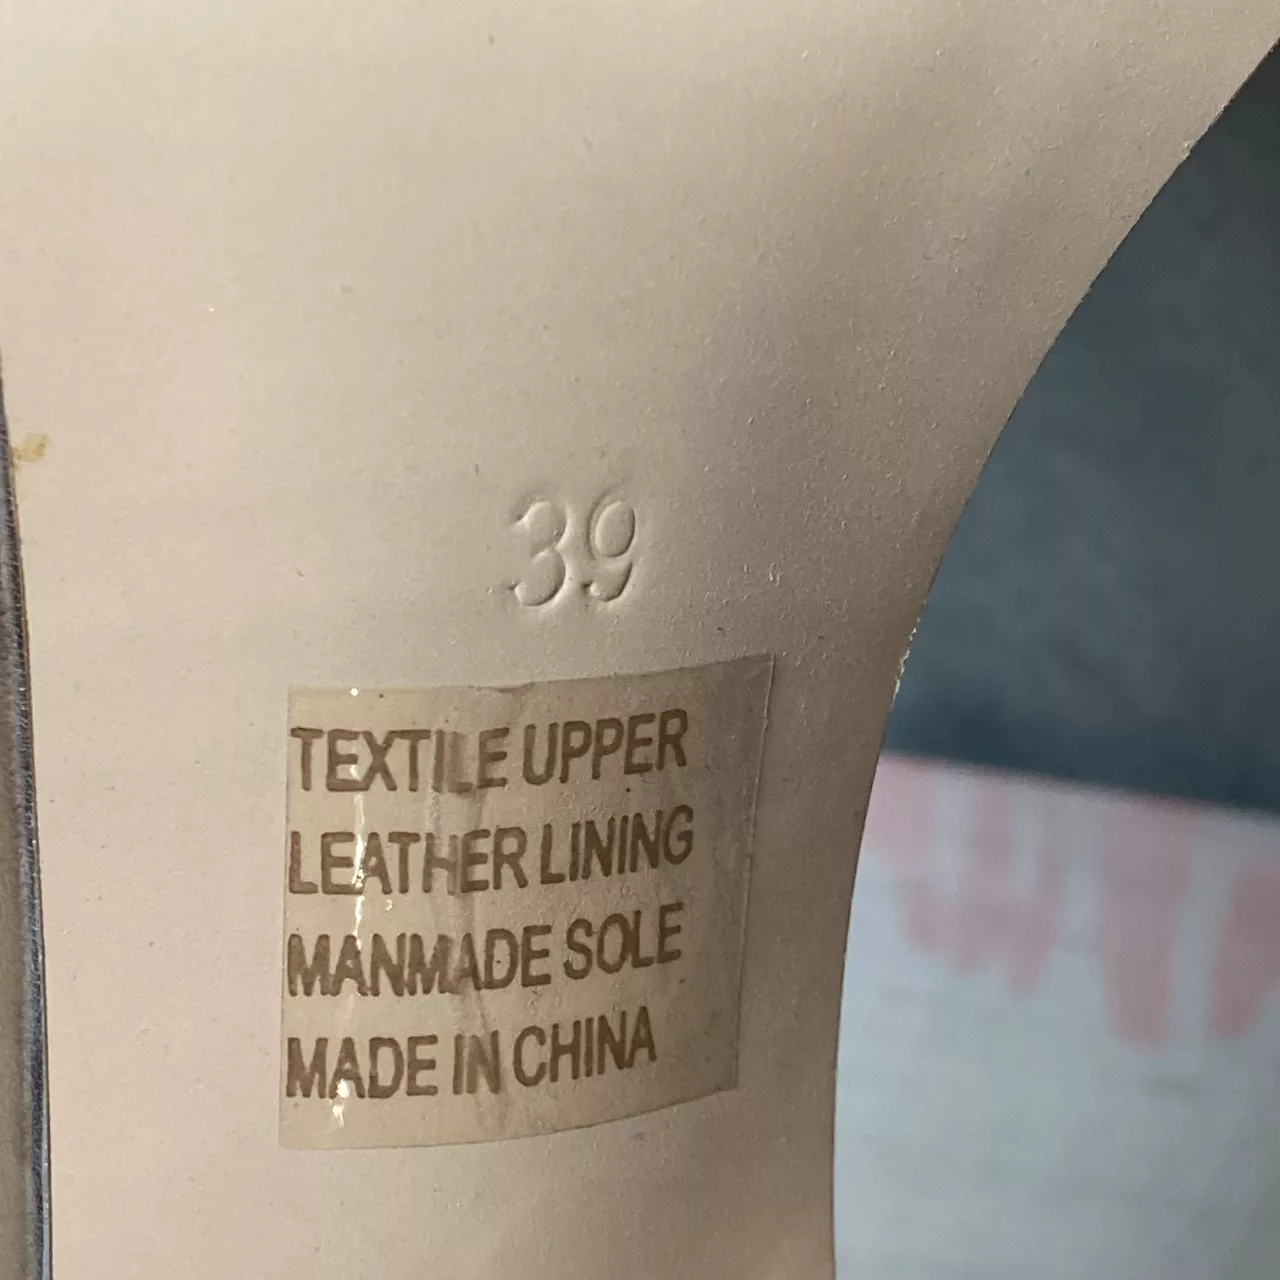 39
TEXTILE UPPER
LEATHER LINING
MANMADE SOLE
MADE IN CHINA